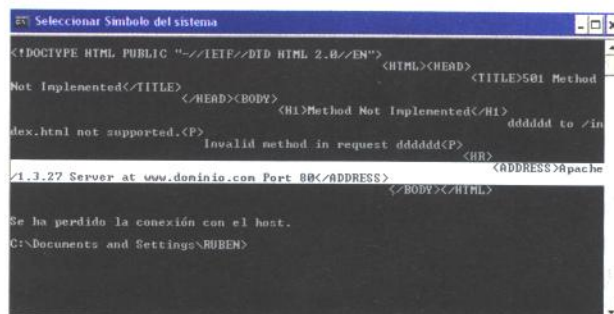 Seleccionar Símbolo del sistema
<!DOCTYPE HTML PUBLIC "-//IETF//DTD HTML 2.0//EN">
<HTML><HEAD>
<TITLE>501 Method
Not Implemented</TITLE>
</HEAD><BODY>
<H1>Method Not Implemented</H1>
dddddd to /in
dex.html not supported.<P>
Invalid method in request dddddd<P>
<HR>
<ADDRESS>Apache
/1.3.27 Server at www.dominio.com Port 80</ADDRESS>
</BODY></HTML>
Se ha perdido la conexión con el host.
C:\Documents and Settings\RUBEN>